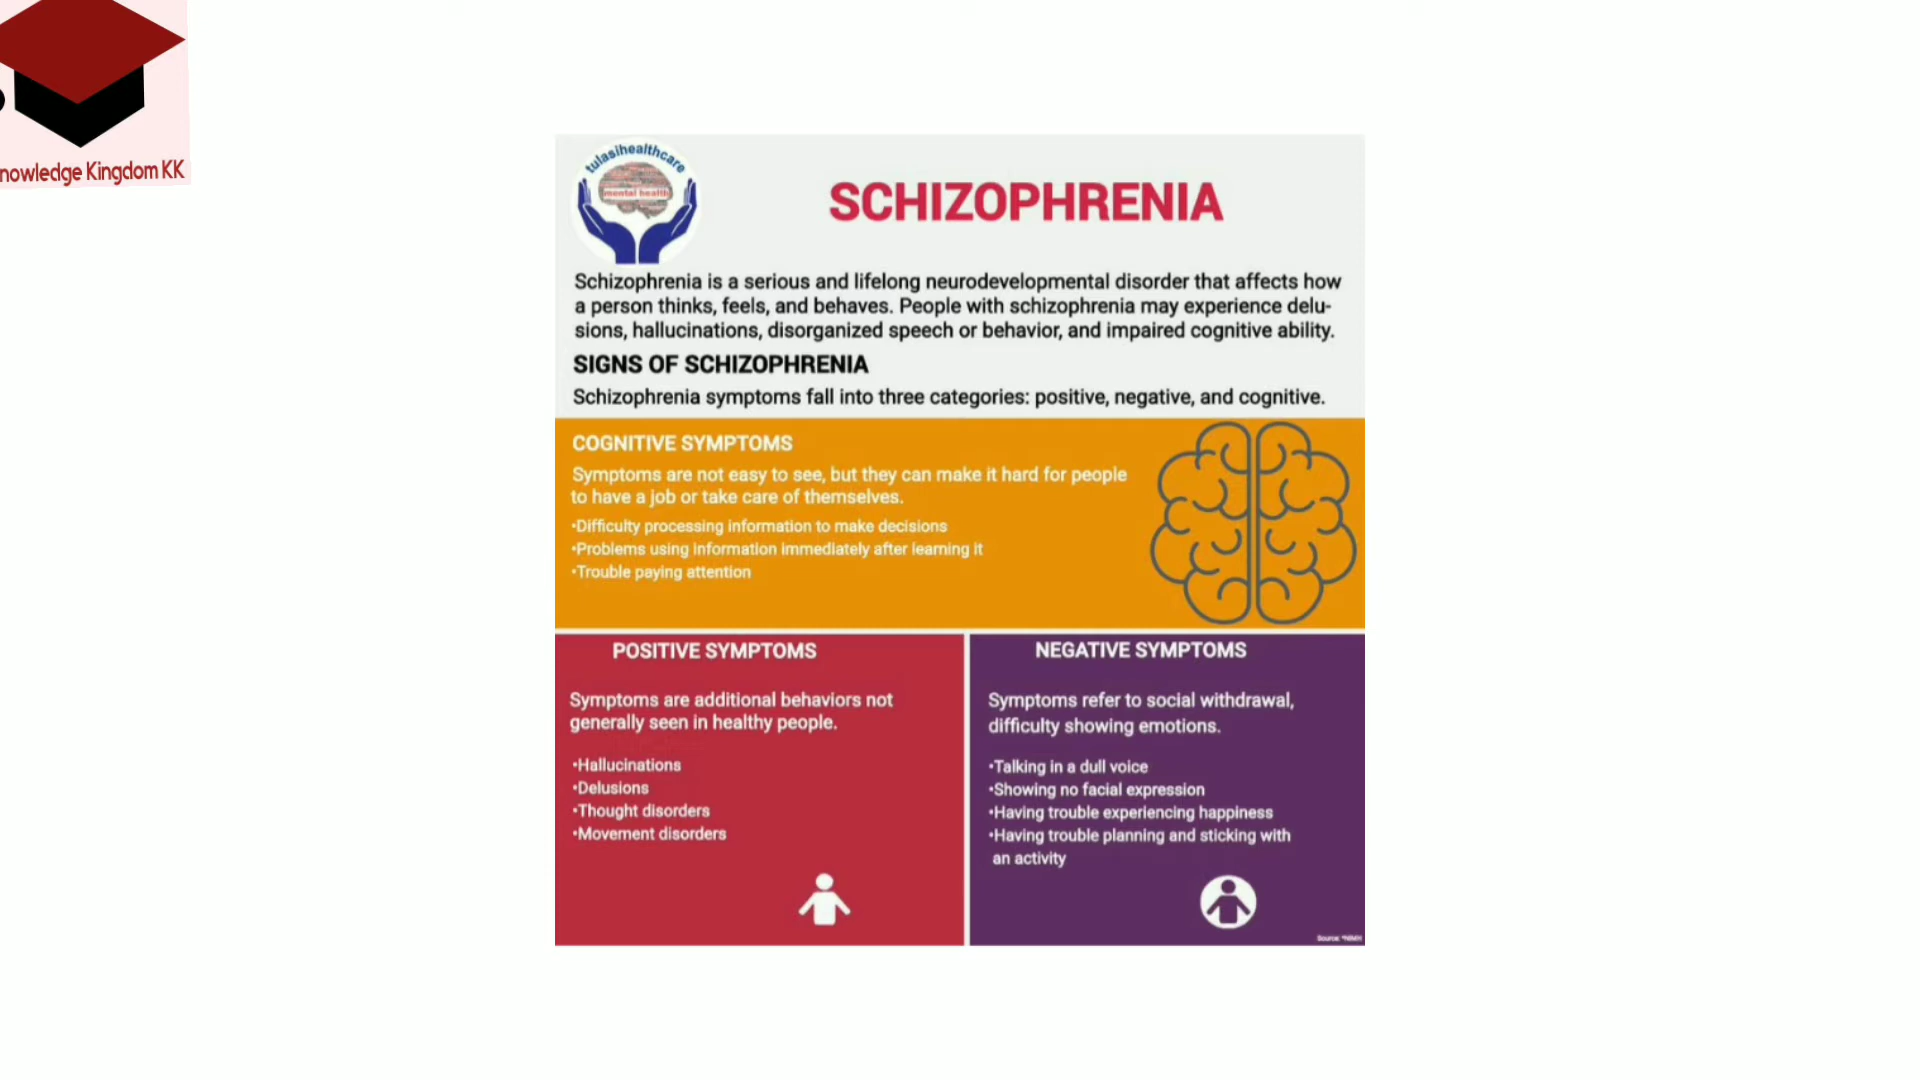 nowledge Kingdom KK
tulasihealthcare
mental health
SCHIZOPHRENIA
Schizophrenia is a serious and lifelong neurodevelopmental disorder that affects how
a person thinks, feels, and behaves. People with schizophrenia may experience delu-
sions, hallucinations, disorganized speech or behavior, and impaired cognitive ability.
SIGNS OF SCHIZOPHRENIA
Schizophrenia symptoms fall into three categories: positive, negative, and cognitive.
COGNITIVE SYMPTOMS
Symptoms are not easy to see, but they can make it hard for people
to have a job or take care of themselves.
•Difficulty processing information to make decisions
•Problems using information immediately after learning it
•Trouble paying attention
POSITIVE SYMPTOMS
Symptoms are additional behaviors not
generally seen in healthy people.
•Hallucinations
•Delusions
•Thought disorders
•Movement disorders
NEGATIVE SYMPTOMS
Symptoms refer to social withdrawal,
difficulty showing emotions.
•Talking in a dull voice
•Showing no facial expression
•Having trouble experiencing happiness
•Having trouble planning and sticking with
an activity
Source: *NIMH